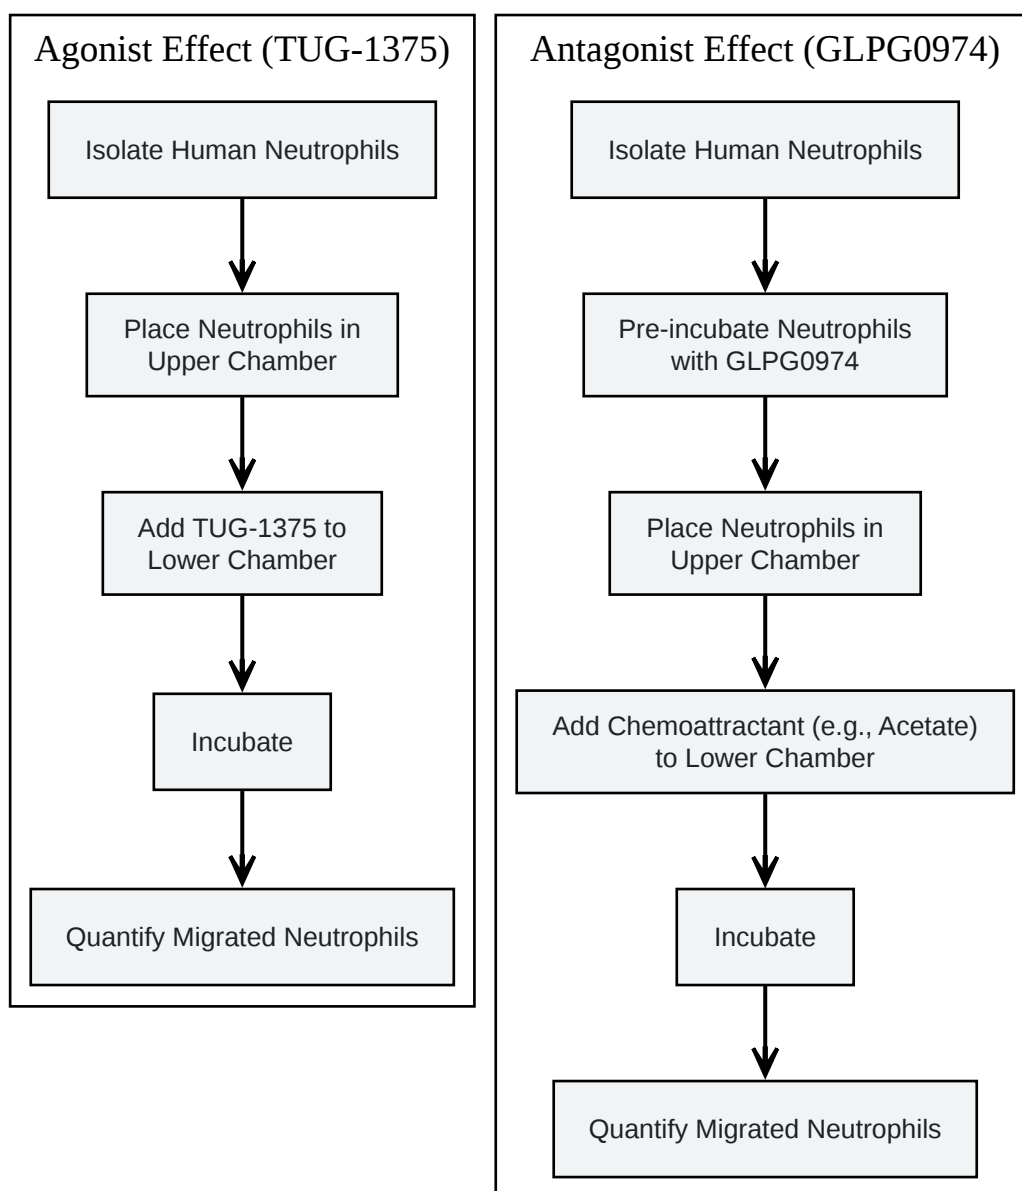 Agonist Effect (TUG-1375)
Isolate Human Neutrophils
Place Neutrophils in
Upper Chamber
Add TUG-1375 to
Lower Chamber
Incubate
Quantify Migrated Neutrophils
Antagonist Effect (GLPG0974)
Isolate Human Neutrophils
Pre-incubate Neutrophils
with GLPG0974
Place Neutrophils in
Upper Chamber
Add Chemoattractant (e.g., Acetate)
to Lower Chamber
Incubate
Quantify Migrated Neutrophils